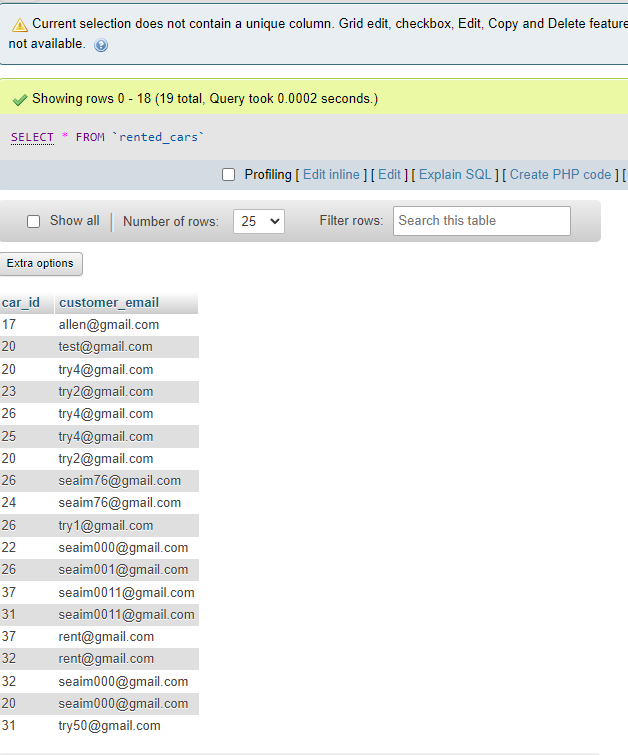 Current selection does not contain a unique column. Grid edit, checkbox, Edit, Copy and Delete feature
not available.
Showing rows 0 - 18 (19 total, Query took 0.0002 seconds.)
SELECT * FROM `rented_cars`
Profiling [ Edit inline ] [ Edit ] [ Explain SQL ] [ Create PHP code ] [
Show all | Number of rows: 25 Filter rows: Search this table
Extra options
car_id customer_email
17 allen@gmail.com
20 test@gmail.com
20 try4@gmail.com
23 try2@gmail.com
26 try4@gmail.com
25 try4@gmail.com
20 try2@gmail.com
26 seaim76@gmail.com
24 seaim76@gmail.com
26 try1@gmail.com
22 seaim000@gmail.com
26 seaim001@gmail.com
37 seaim0011@gmail.com
31 seaim0011@gmail.com
37 rent@gmail.com
32 rent@gmail.com
32 seaim000@gmail.com
20 seaim000@gmail.com
31 try50@gmail.com